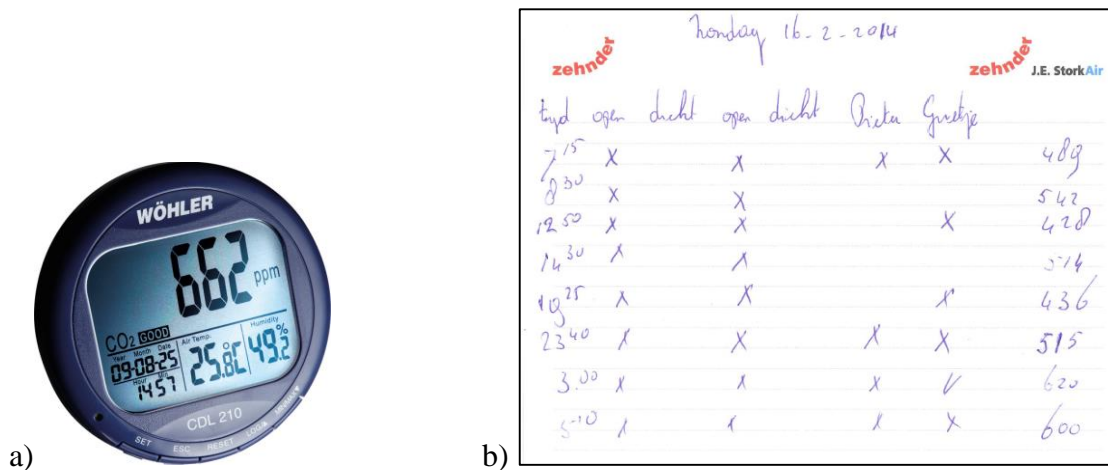 WÖHLER
662 ppm
CO2 GOOD
Year Month Date Air Temp. Humidity
09-08-25 25.8C 49.2%
Hour Min
14 57
CDL 210
SET ESC RESET LOG/▲
a)
b)
Zondag 16-2-2014
zehnder zehnder J.E. StorkAir
tijd open dicht open dicht Pieter Greetje
7 15 X X X X 489
8 30 X X 542
12 50 X X X 428
14 30 X X 514
19 25 X X X 436
23 40 X X X X 515
3.00 X X X V 620
5 10 X X X X 600